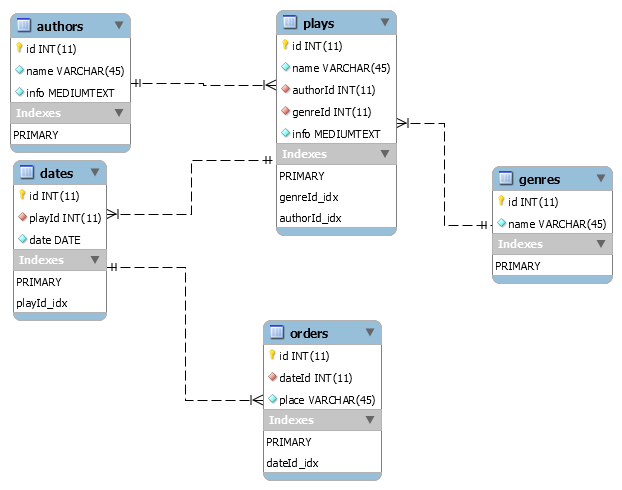 authors
id INT(11)
name VARCHAR(45)
info MEDIUMTEXT
Indexes
PRIMARY
plays
id INT(11)
name VARCHAR(45)
authorId INT(11)
genreId INT(11)
info MEDIUMTEXT
Indexes
PRIMARY
genreId_idx
authorId_idx
dates
id INT(11)
playId INT(11)
date DATE
Indexes
PRIMARY
playId_idx
genres
id INT(11)
name VARCHAR(45)
Indexes
PRIMARY
orders
id INT(11)
dateId INT(11)
place VARCHAR(45)
Indexes
PRIMARY
dateId_idx